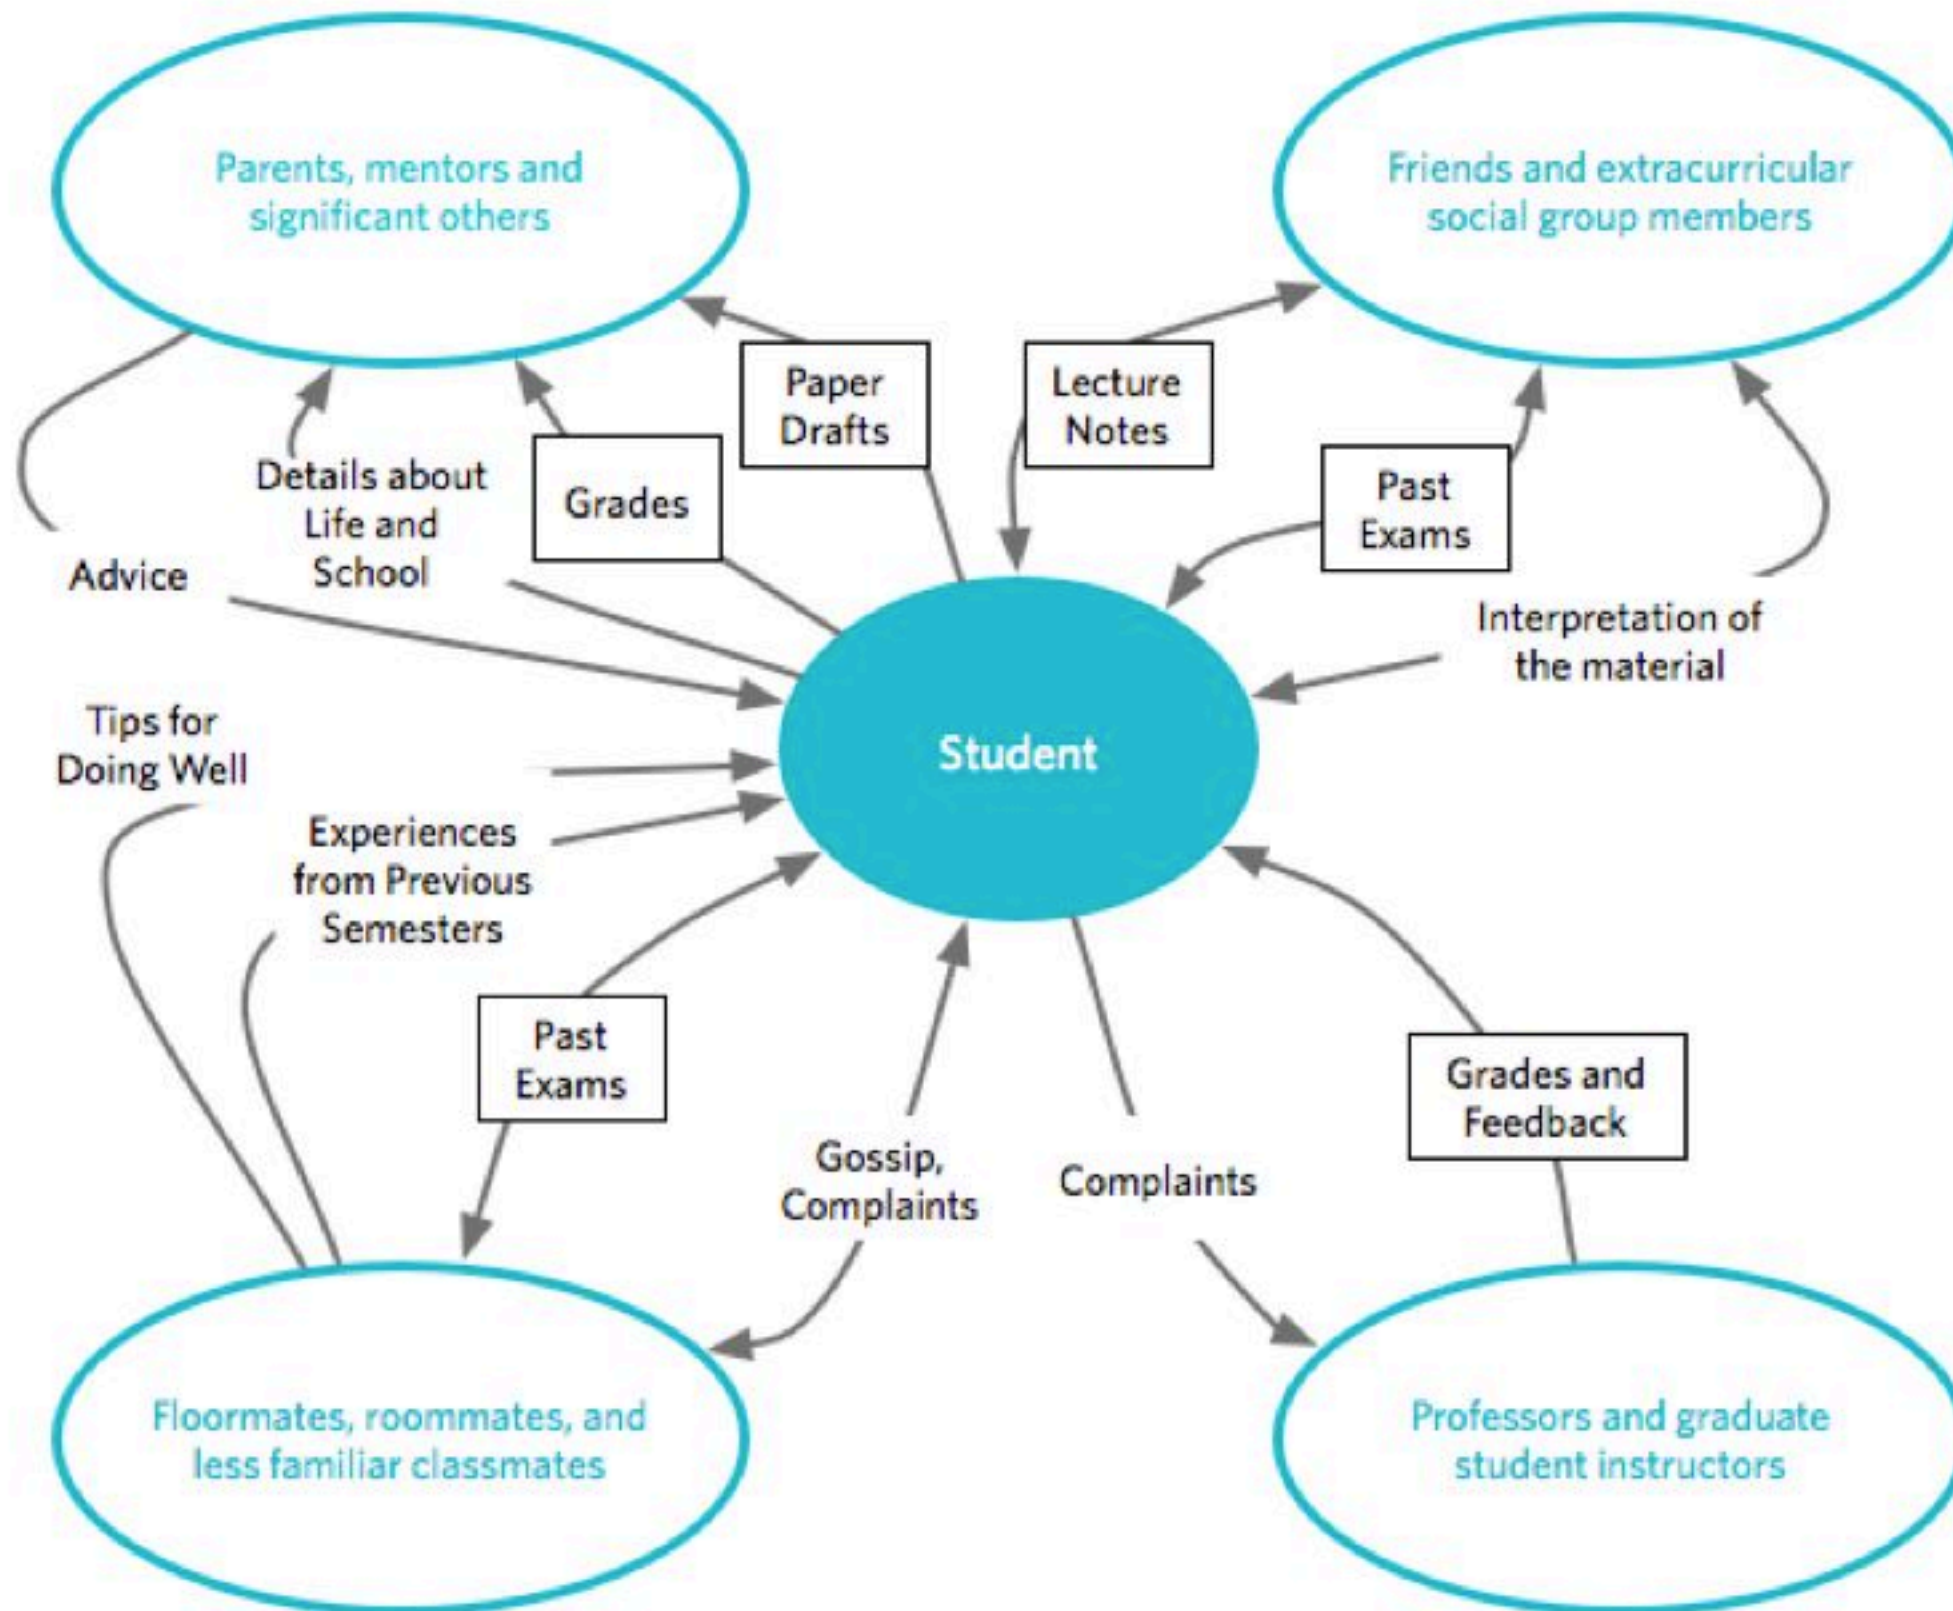 Parents, mentors and
significant others
Friends and extracurricular
social group members
Paper
Drafts
Lecture
Notes
Details about
Life and
School
Grades
Past
Exams
Advice
Interpretation of
the material
Tips for
Doing Well
Student
Experiences
from Previous
Semesters
Past
Exams
Gossip,
Complaints
Complaints
Grades and
Feedback
Floormates, roommates, and
less familiar classmates
Professors and graduate
student instructors